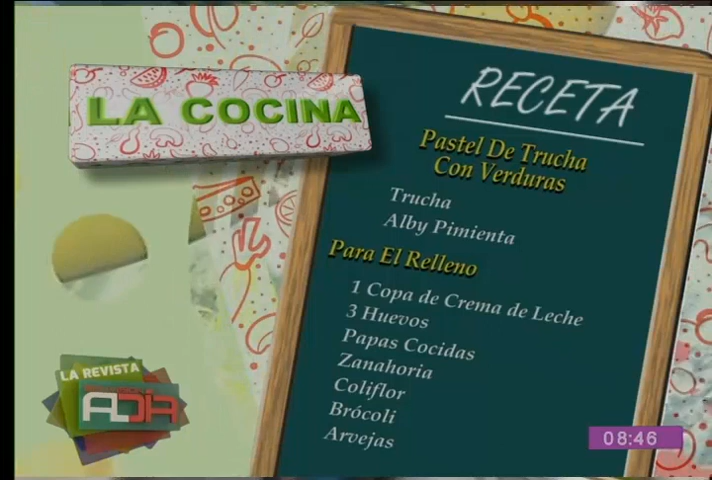 LA COCINA
RECETA
Pastel De Trucha
Con Verduras
Trucha
Alby Pimienta
Para El Relleno
1 Copa de Crema de Leche
3 Huevos
Papas Cocidas
Zanahoria
Coliflor
Brócoli
Arvejas
LA REVISTA
ALDIA
08:46